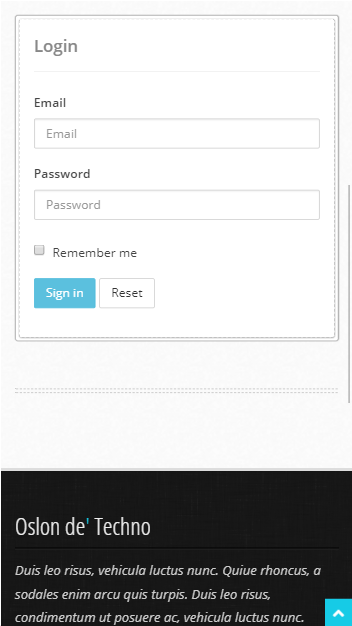 Login
Email
Email
Password
Password
Remember me
Sign in Reset
Oslon de' Techno
Duis leo risus, vehicula luctus nunc. Quiue rhoncus, a
sodales enim arcu quis turpis. Duis leo risus,
condimentum ut posuere ac, vehicula luctus nunc.